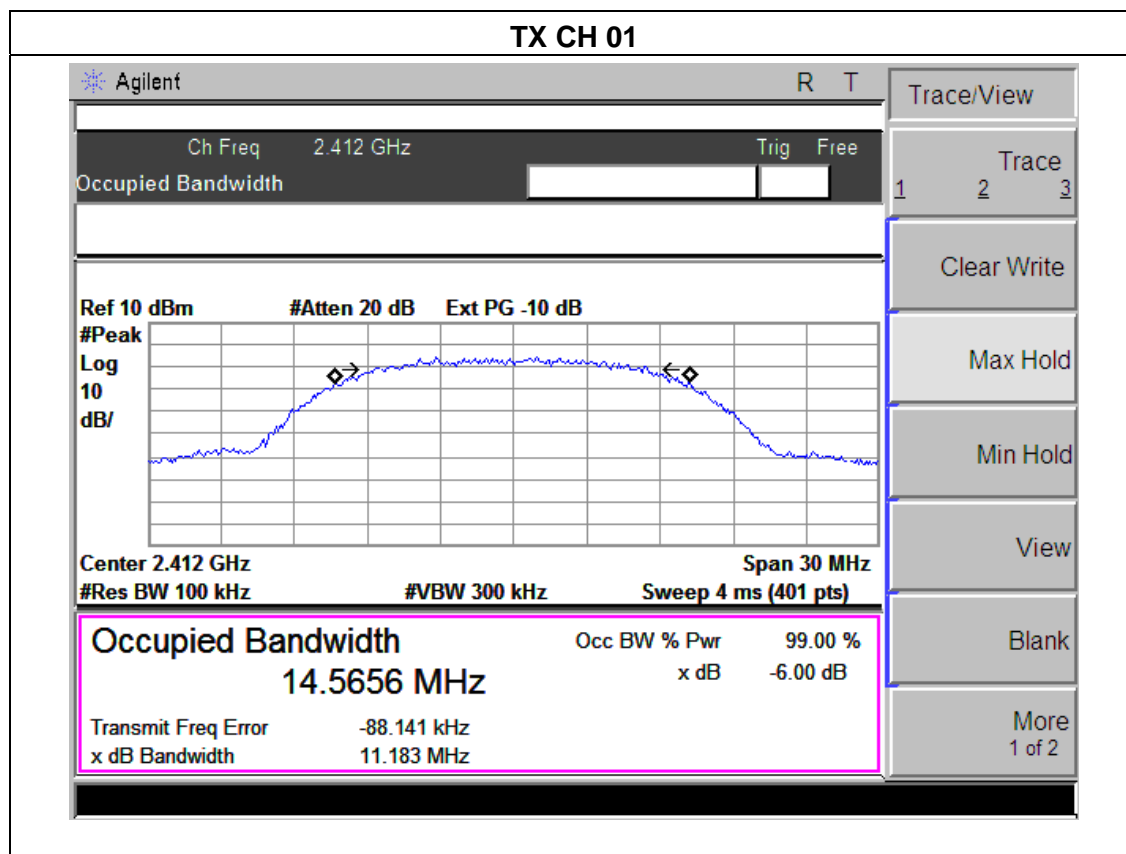 TX CH 01
Agilent R T
Trace/View
Ch Freq 2.412 GHz Trig Free
Occupied Bandwidth
Trace
1 2 3
Clear Write
Ref 10 dBm #Atten 20 dB Ext PG -10 dB
#Peak
Log
10
dB/
Max Hold
Min Hold
Center 2.412 GHz Span 30 MHz
#Res BW 100 kHz #VBW 300 kHz Sweep 4 ms (401 pts)
View
Occupied Bandwidth Occ BW % Pwr 99.00 %
14.5656 MHz x dB -6.00 dB
Blank
Transmit Freq Error -88.141 kHz
x dB Bandwidth 11.183 MHz
More
1 of 2